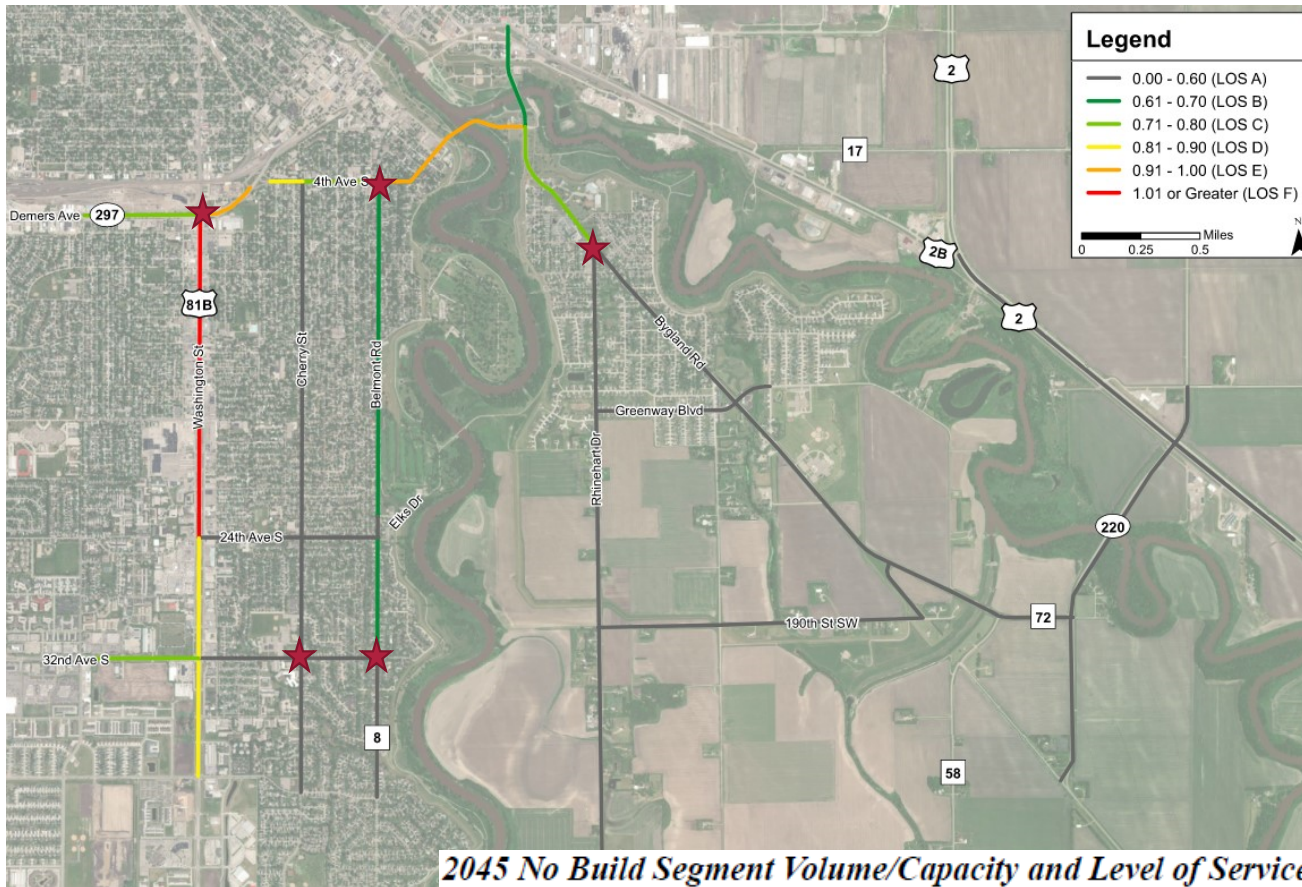 Legend
0.00 - 0.60 (LOS A)
0.61 - 0.70 (LOS B)
0.71 - 0.80 (LOS C)
0.81 - 0.90 (LOS D)
0.91 - 1.00 (LOS E)
1.01 or Greater (LOS F)
Miles
0 0.25 0.5
N
2
17
4th Ave S
Demers Ave 297
2B
81B
2
Washington St
Cherry St
Belmont Rd
Bygland Rd
Greenway Blvd
Rhinehart Dr
Elks Dr
24th Ave S
220
72
190th St SW
32nd Ave S
8
58
2045 No Build Segment Volume/Capacity and Level of Service